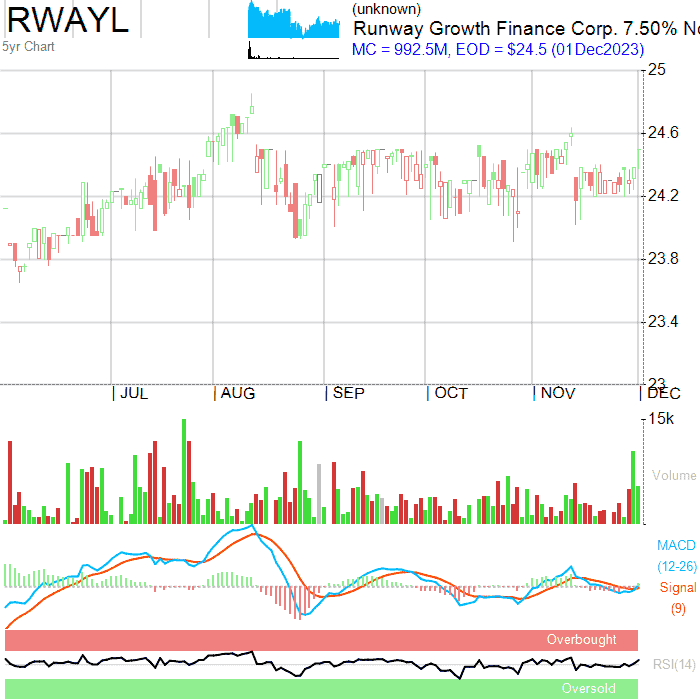 RWAYL
5yr Chart
(unknown)
Runway Growth Finance Corp. 7.50% No
MC = 992.5M, EOD = $24.5 (01Dec2023)
25
24.6
24.2
23.8
23.4
23
JUL AUG SEP OCT NOV DEC
15k
Volume
MACD
(12-26)
Signal
(9)
Overbought
RSI(14)
Oversold